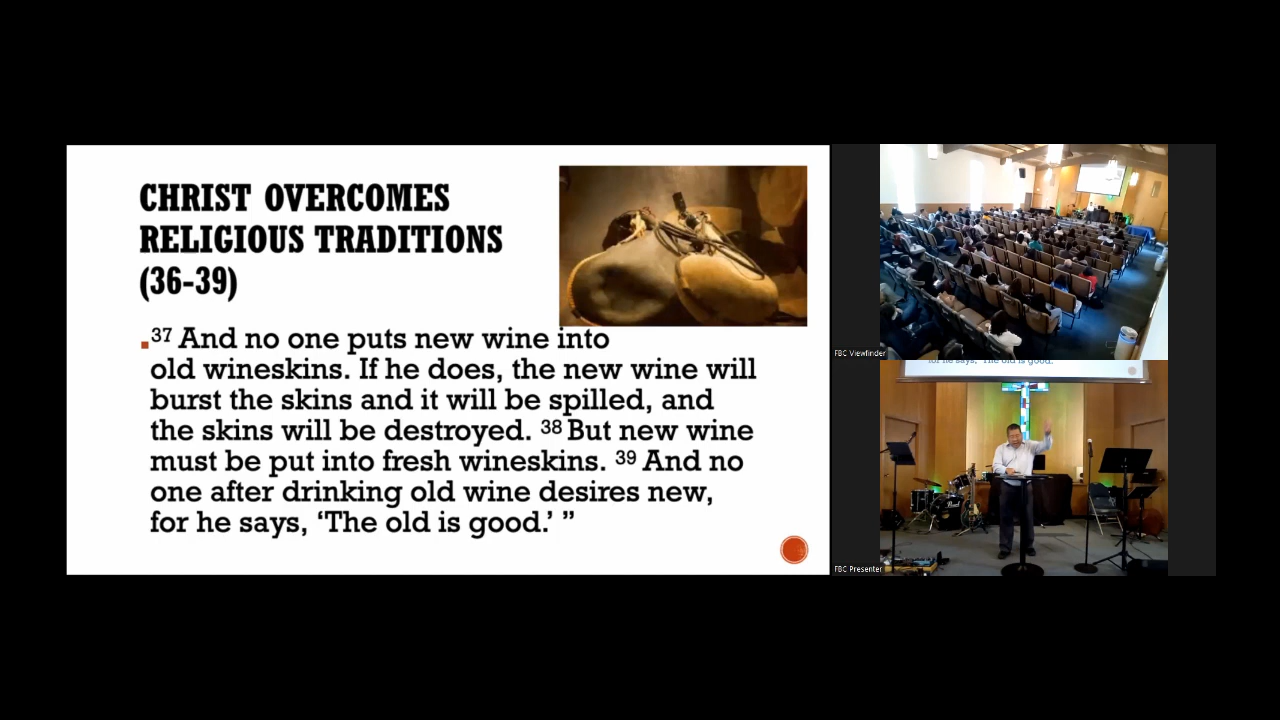 CHRIST OVERCOMES
RELIGIOUS TRADITIONS
(36-39)
37 And no one puts new wine into
old wineskins. If he does, the new wine will
burst the skins and it will be spilled, and
the skins will be destroyed. 38 But new wine
must be put into fresh wineskins. 39 And no
one after drinking old wine desires new,
for he says, ‘The old is good.’ ”
FBC Viewfinder
for he says, 'The old is good.'
FBC Presenter